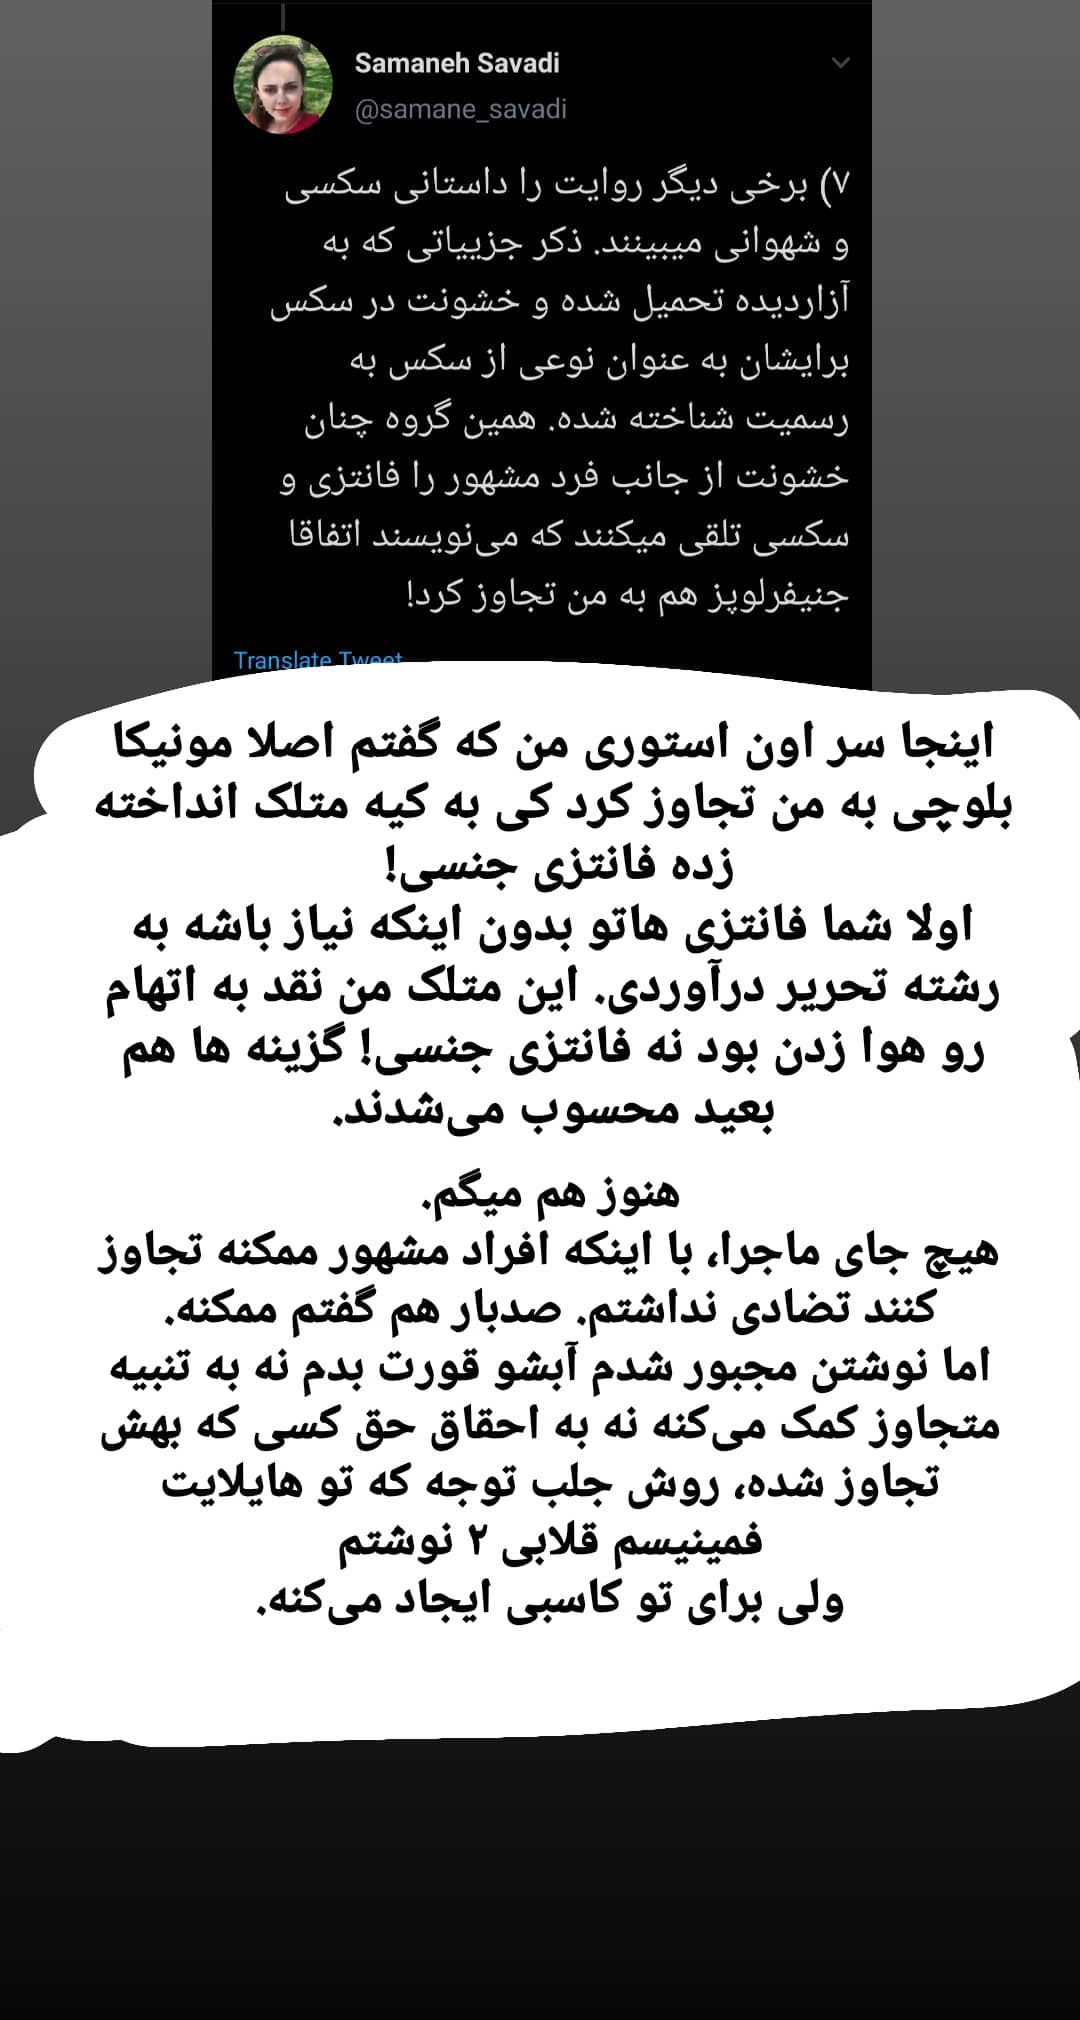 Samaneh Savadi
@samane_savadi
۷) برخی دیگر روایت را داستانی سکسی
و شهوانی میبینند. ذکر جزییاتی که به
آزاردیده تحمیل شده و خشونت در سکس
برایشان به عنوان نوعی از سکس به
رسمیت شناخته شده. همین گروه چنان
خشونت از جانب فرد مشهور را فانتزی و
سکسی تلقی میکنند که می‌نویسند اتفاقا
جنیفرلوپز هم به من تجاوز کرد!
Translate Tweet
اینجا سر اون استوری من که گفتم اصلا مونیکا
بلوچی به من تجاوز کرد کی به کیه متلک انداخته
زده فانتزی جنسی!
اولا شما فانتزی هاتو بدون اینکه نیاز باشه به
رشته تحریر درآوردی. این متلک من نقد به اتهام
رو هوا زدن بود نه فانتزی جنسی! گزینه ها هم
بعید محسوب می‌شدند.
هنوز هم میگم.
هیچ جای ماجرا، با اینکه افراد مشهور ممکنه تجاوز
کنند تضادی نداشتم. صدبار هم گفتم ممکنه.
اما نوشتن مجبور شدم آبشو قورت بدم نه به تنبیه
متجاوز کمک می‌کنه نه به احقاق حق کسی که بهش
تجاوز شده، روش جلب توجه که تو هایلایت
فمینیسم قلابی ۲ نوشتم
ولی برای تو کاسبی ایجاد می‌کنه.